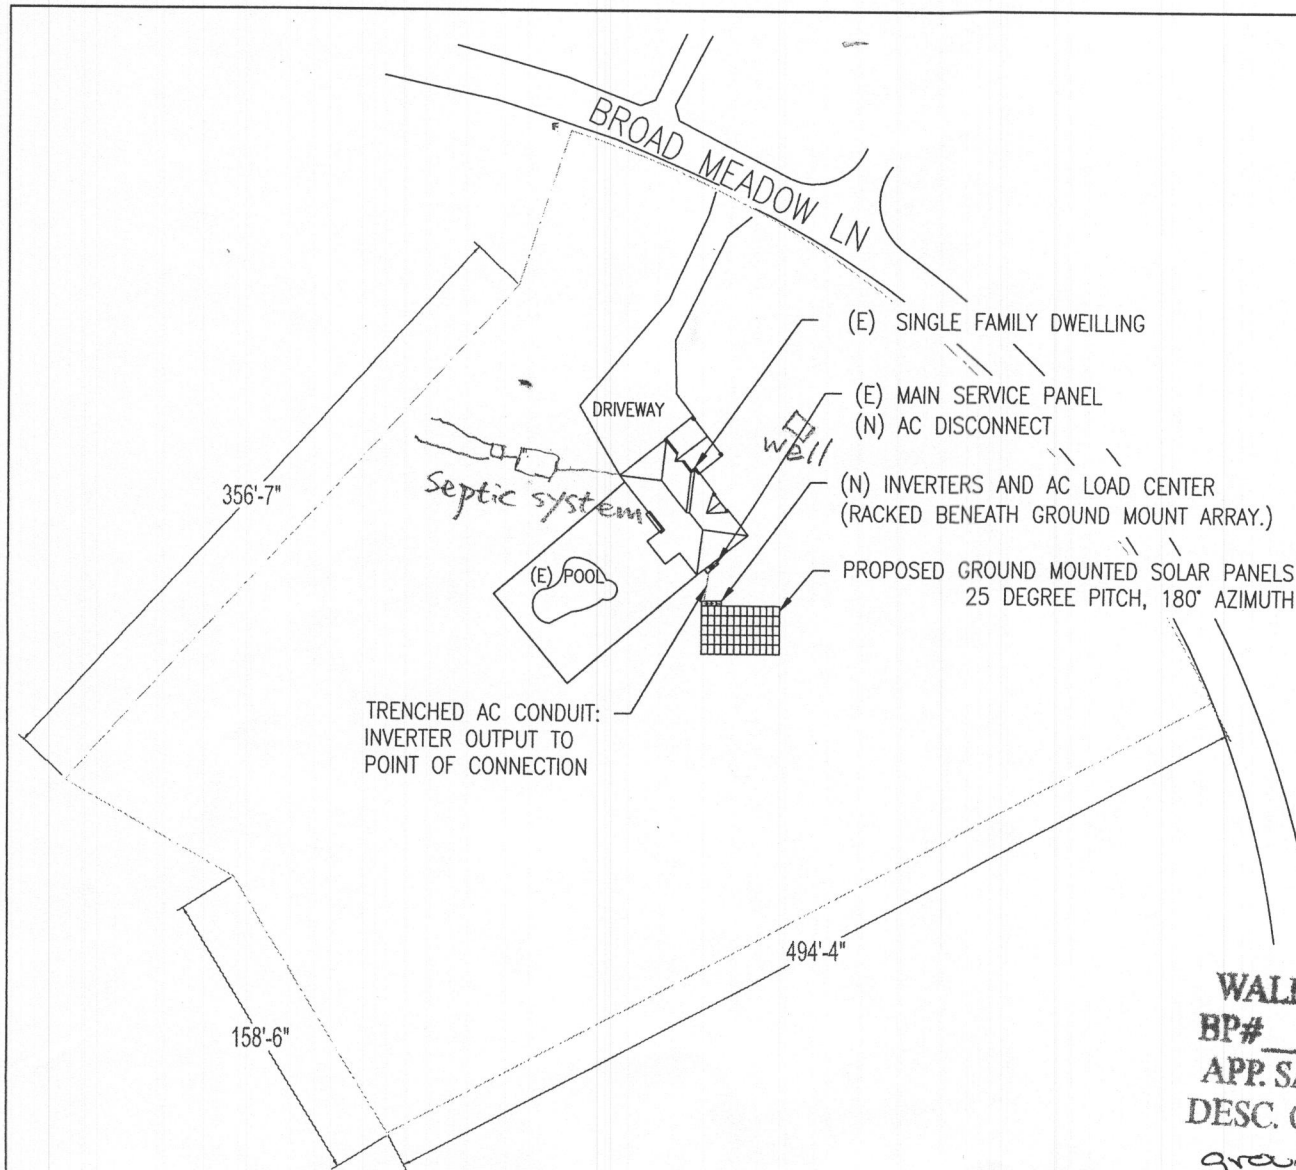 BROAD MEADOW LN
(E) SINGLE FAMILY DWEILLING
(E) MAIN SERVICE PANEL
(N) AC DISCONNECT
DRIVEWAY
well
356'-7"
Septic system
(N) INVERTERS AND AC LOAD CENTER
(RACKED BENEATH GROUND MOUNT ARRAY.)
(E) POOL
PROPOSED GROUND MOUNTED SOLAR PANELS
25 DEGREE PITCH, 180° AZIMUTH
TRENCHED AC CONDUIT:
INVERTER OUTPUT TO
POINT OF CONNECTION
494'-4"
158'-6"
BP#
APP.
DESC.